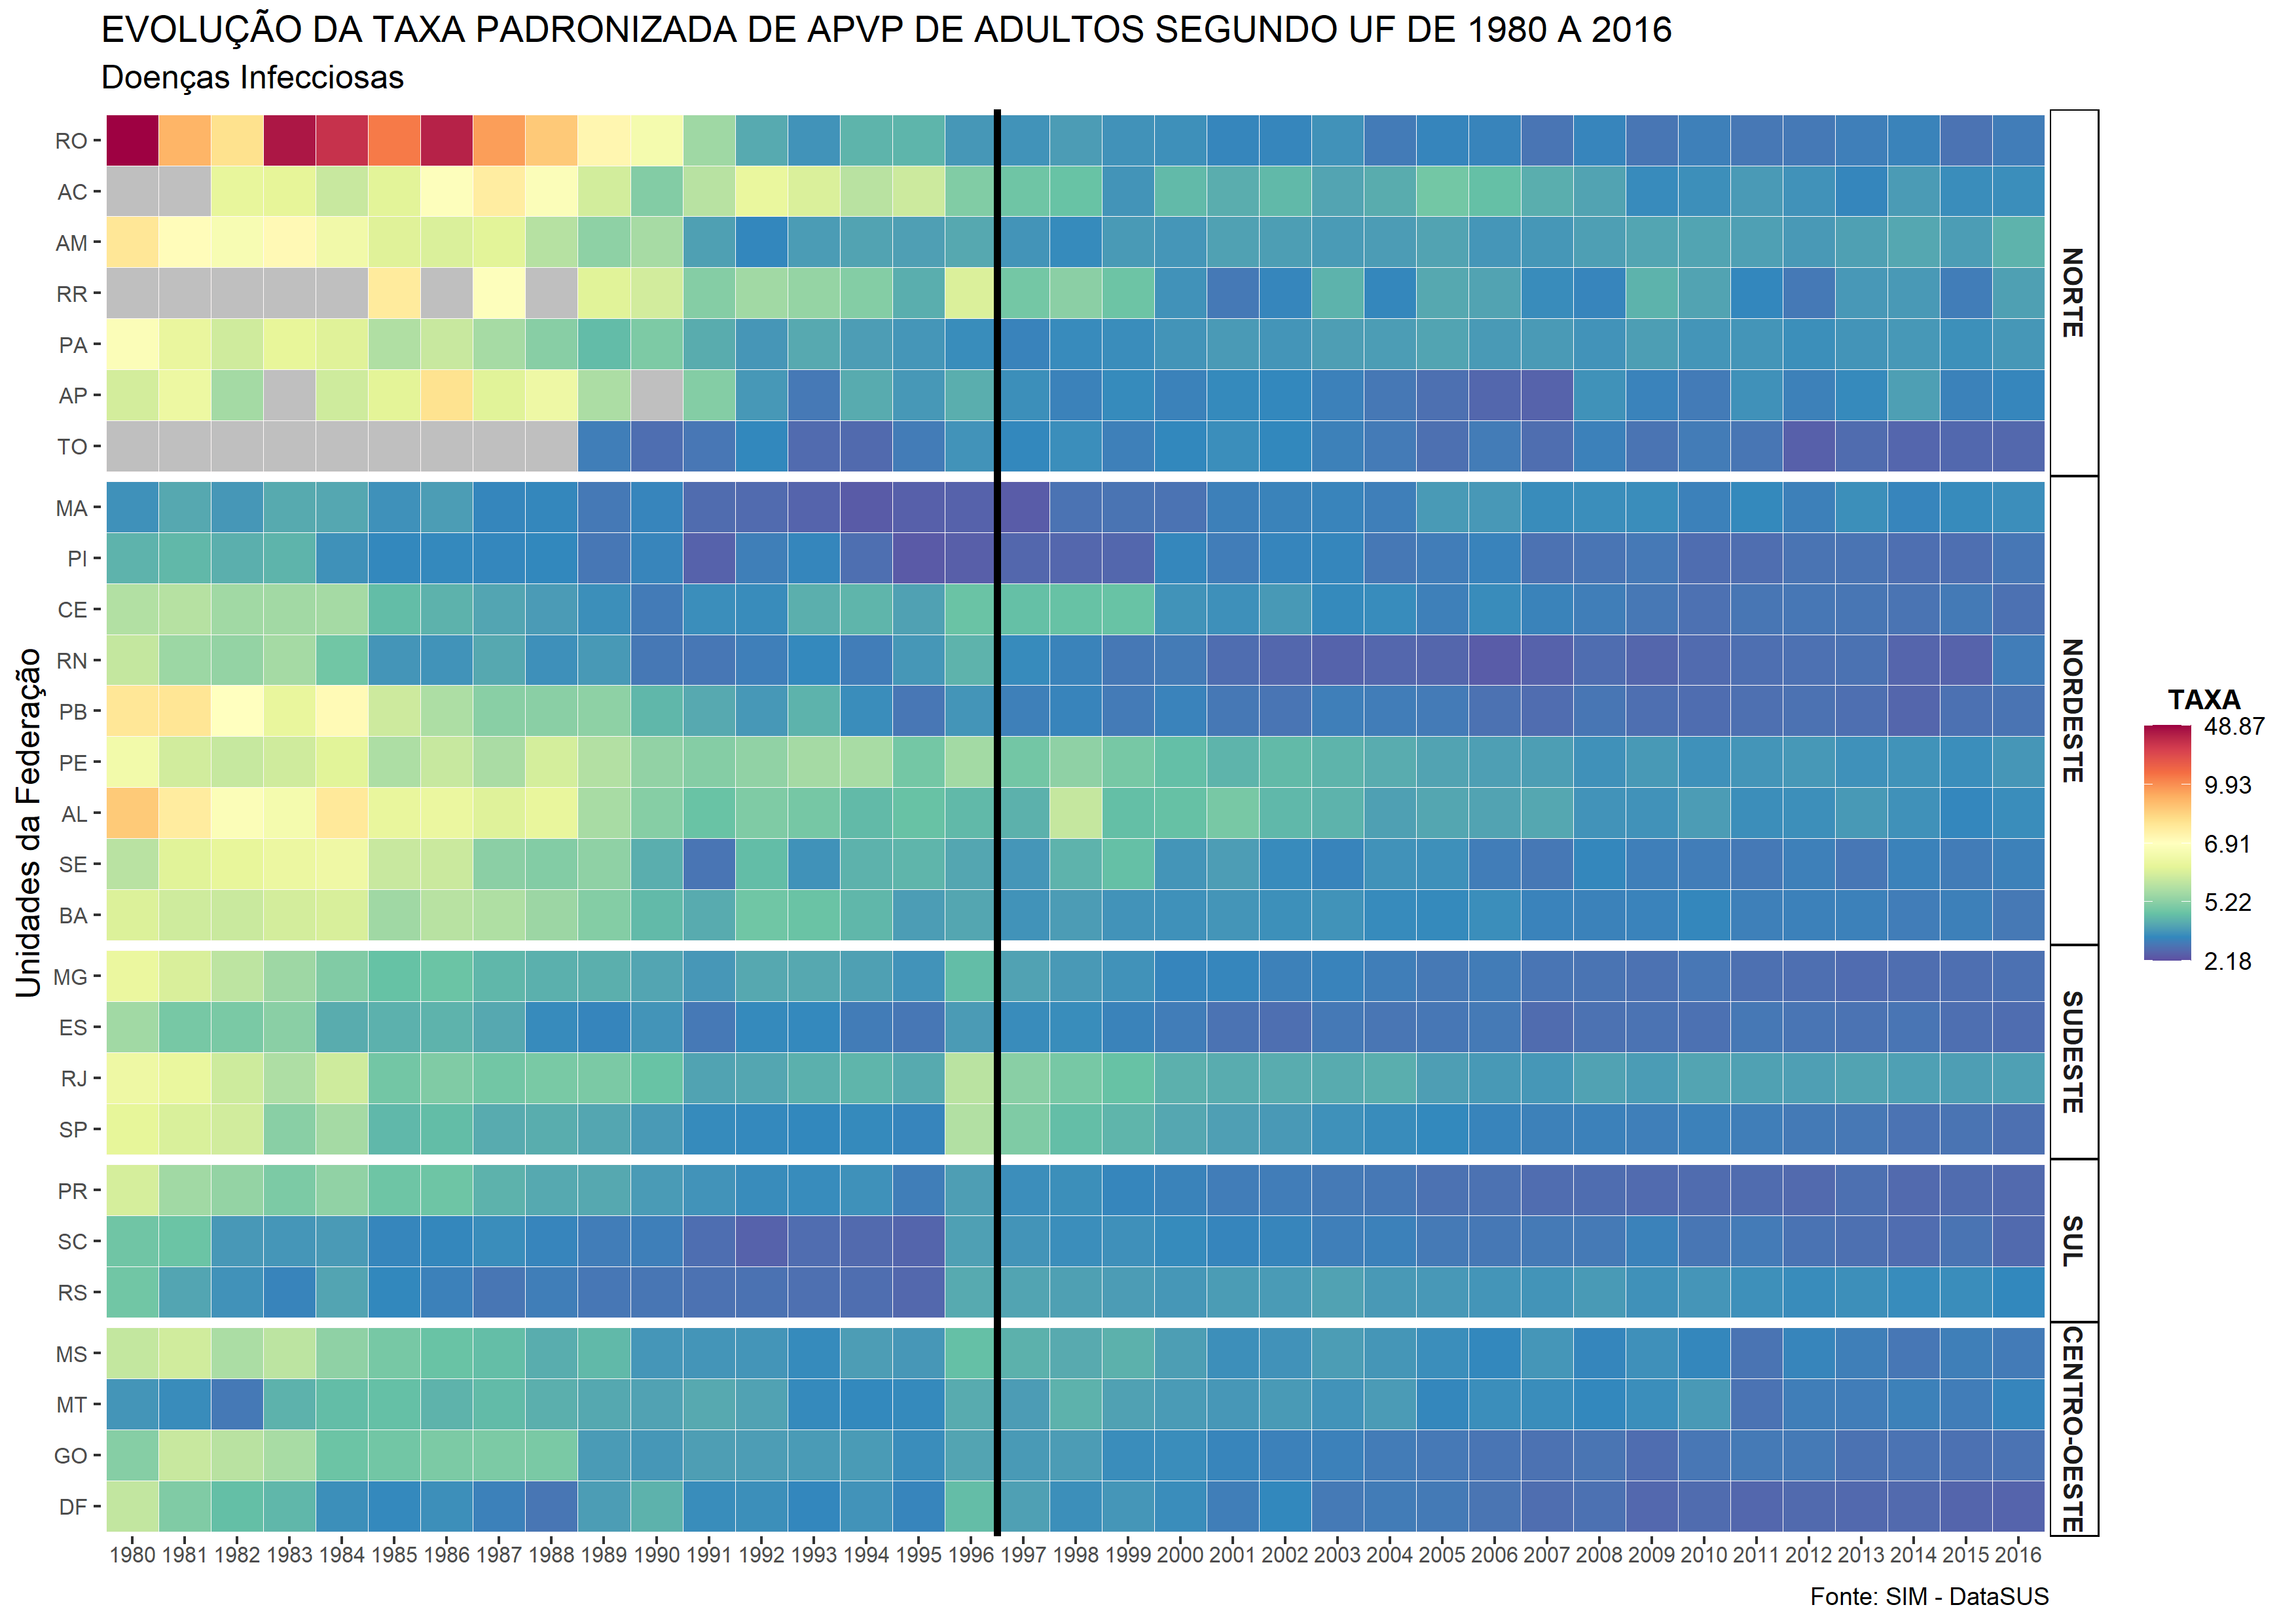 EVOLUÇÃO DA TAXA PADRONIZADA DE APVP DE ADULTOS SEGUNDO UF DE 1980 A 2016
Doenças Infecciosas
Unidades da Federação
RO
AC
AM
RR
PA
AP
TO
NORTE
MA
PI
CE
RN
PB
PE
AL
SE
BA
NORDESTE
MG
ES
RJ
SP
SUDESTE
PR
SC
RS
SUL
MS
MT
GO
DF
CENTRO-OESTE
1980 1981 1982 1983 1984 1985 1986 1987 1988 1989 1990 1991 1992 1993 1994 1995 1996 1997 1998 1999 2000 2001 2002 2003 2004 2005 2006 2007 2008 2009 2010 2011 2012 2013 2014 2015 2016
TAXA
48.87
9.93
6.91
5.22
2.18
Fonte: SIM - DataSUS